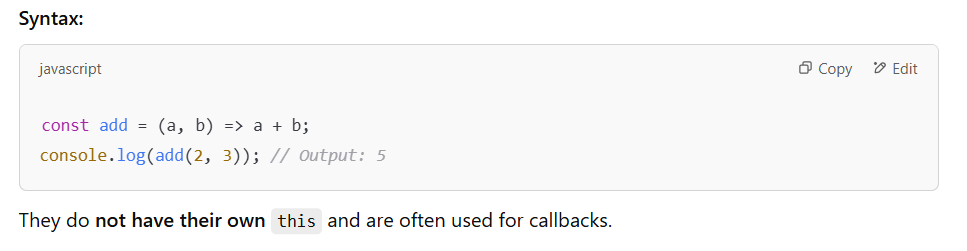 Syntax:
javascript Copy Edit
const add = (a, b) => a + b;
console.log(add(2, 3)); // Output: 5
They do not have their own this and are often used for callbacks.